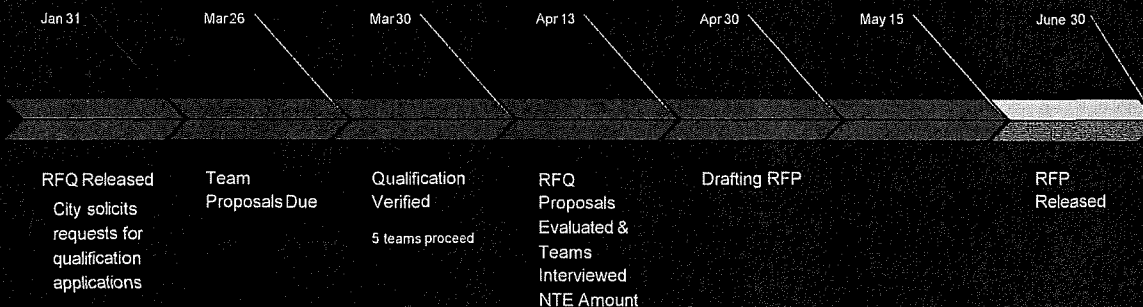 Jan 31
Mar 26
Mar 30
Apr 13
Apr 30
May 15
June 30
RFQ Released
City solicits
requests for
qualification
applications
Team
Proposals Due
Qualification
Verified
5 teams proceed
RFQ
Proposals
Evaluated &
Teams
Interviewed
NTE Amount
Drafting RFP
RFP
Released